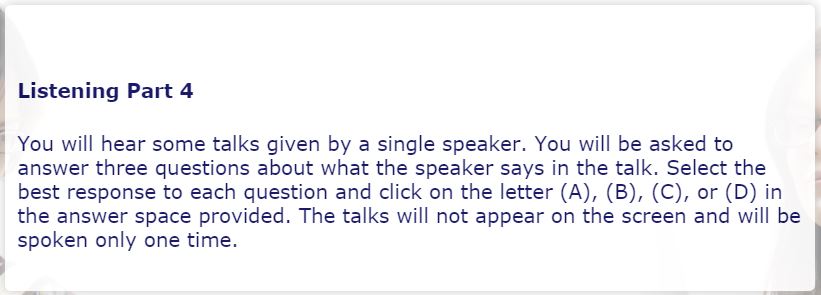 Listening Part 4
You will hear some talks given by a single speaker. You will be asked to
answer three questions about what the speaker says in the talk. Select the
best response to each question and click on the letter (A), (B), (C), or (D) in
the answer space provided. The talks will not appear on the screen and will be
spoken only one time.